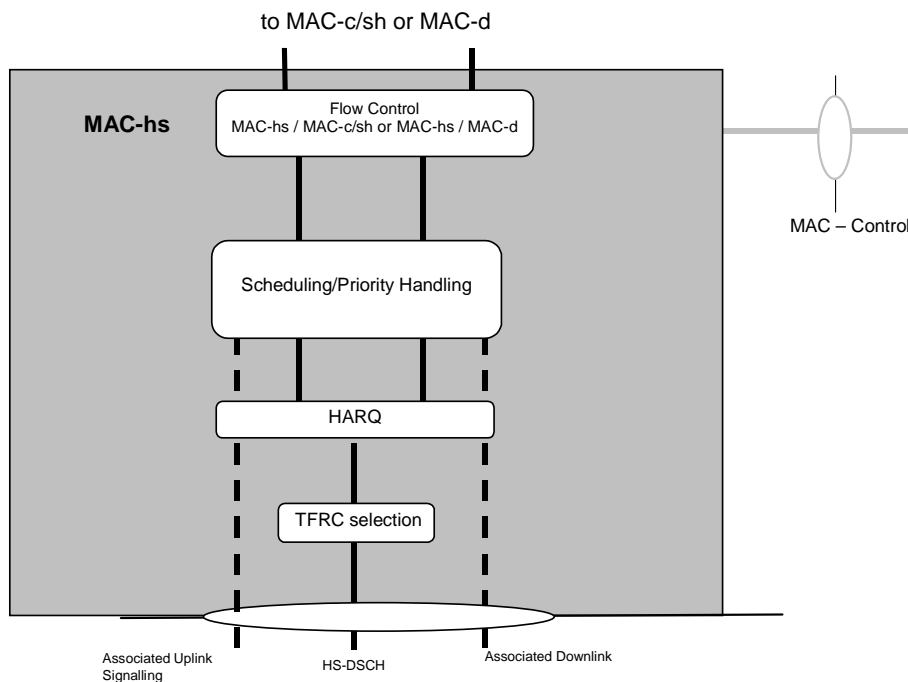 to MAC-c/sh or MAC-d
MAC-hs
Flow Control
MAC-hs / MAC-c/sh or MAC-hs / MAC-d
MAC – Control
Scheduling/Priority Handling
HARQ
TFRC selection
Associated Uplink
Signalling
HS-DSCH
Associated Downlink